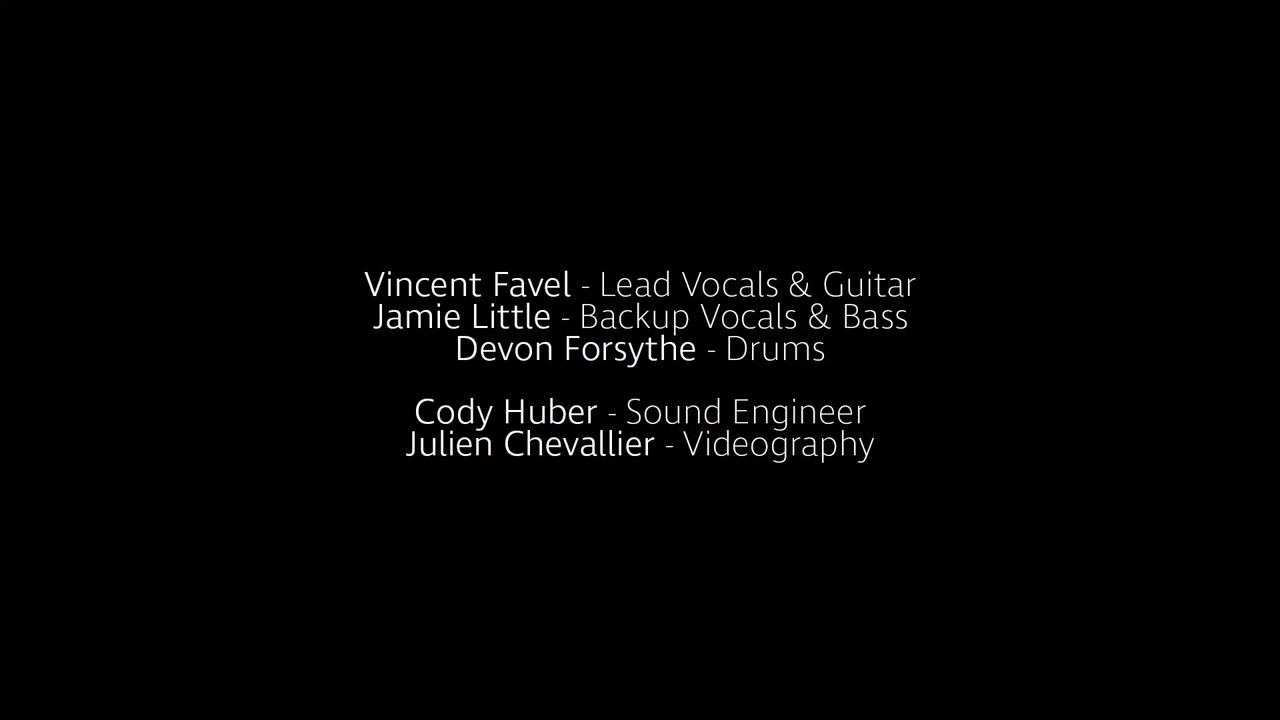 Vincent Favel - Lead Vocals & Guitar
Jamie Little - Backup Vocals & Bass
Devon Forsythe - Drums
Cody Huber - Sound Engineer
Julien Chevallier - Videography